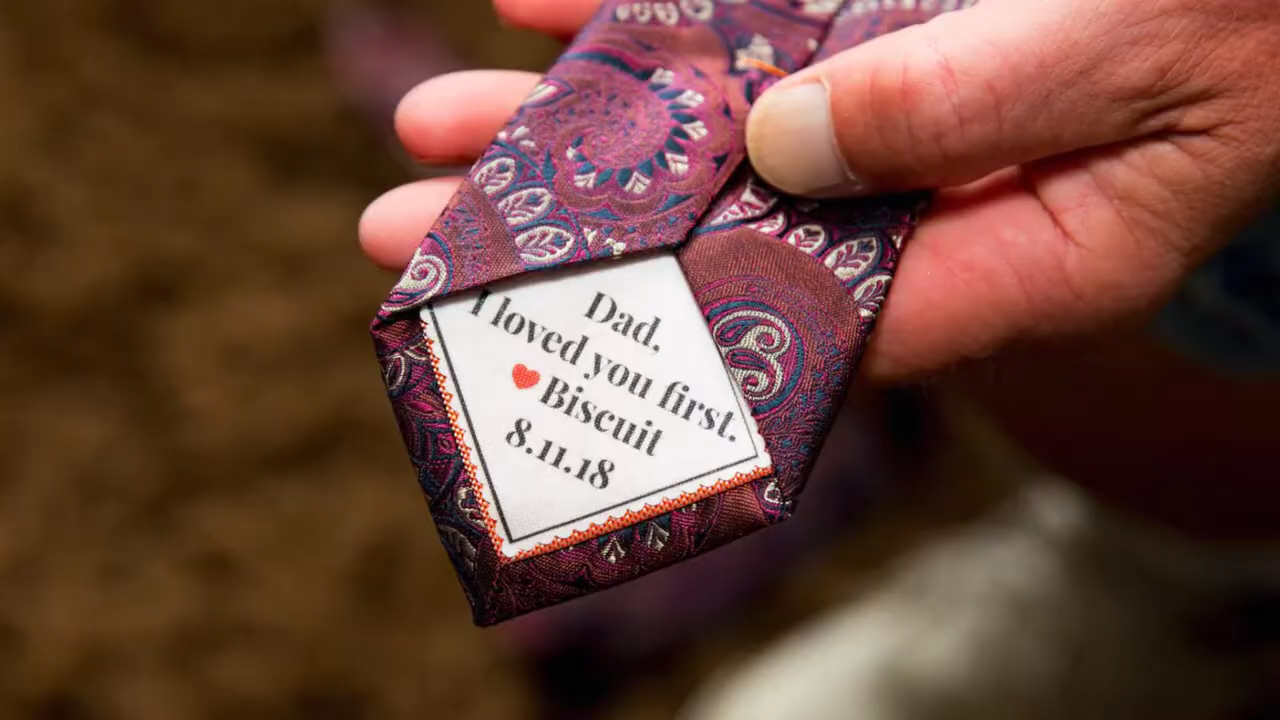 Dad,
I loved you first.
❤Biscuit
8.11.18